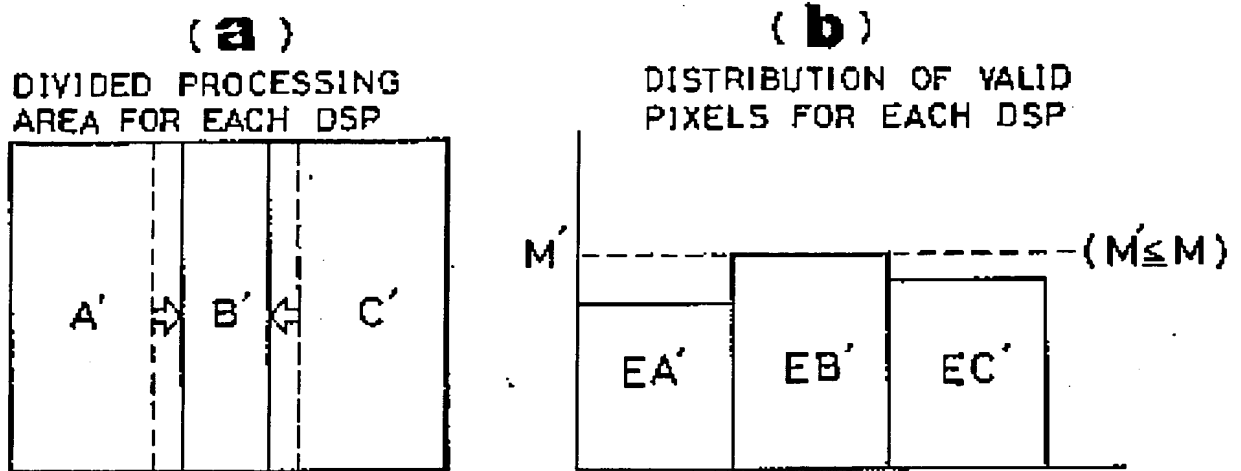 (a)
DIVIDED PROCESSING
AREA FOR EACH DSP
A' B' C'
(b)
DISTRIBUTION OF VALID
PIXELS FOR EACH DSP
M' (M'≦M)
EA' EB' EC'